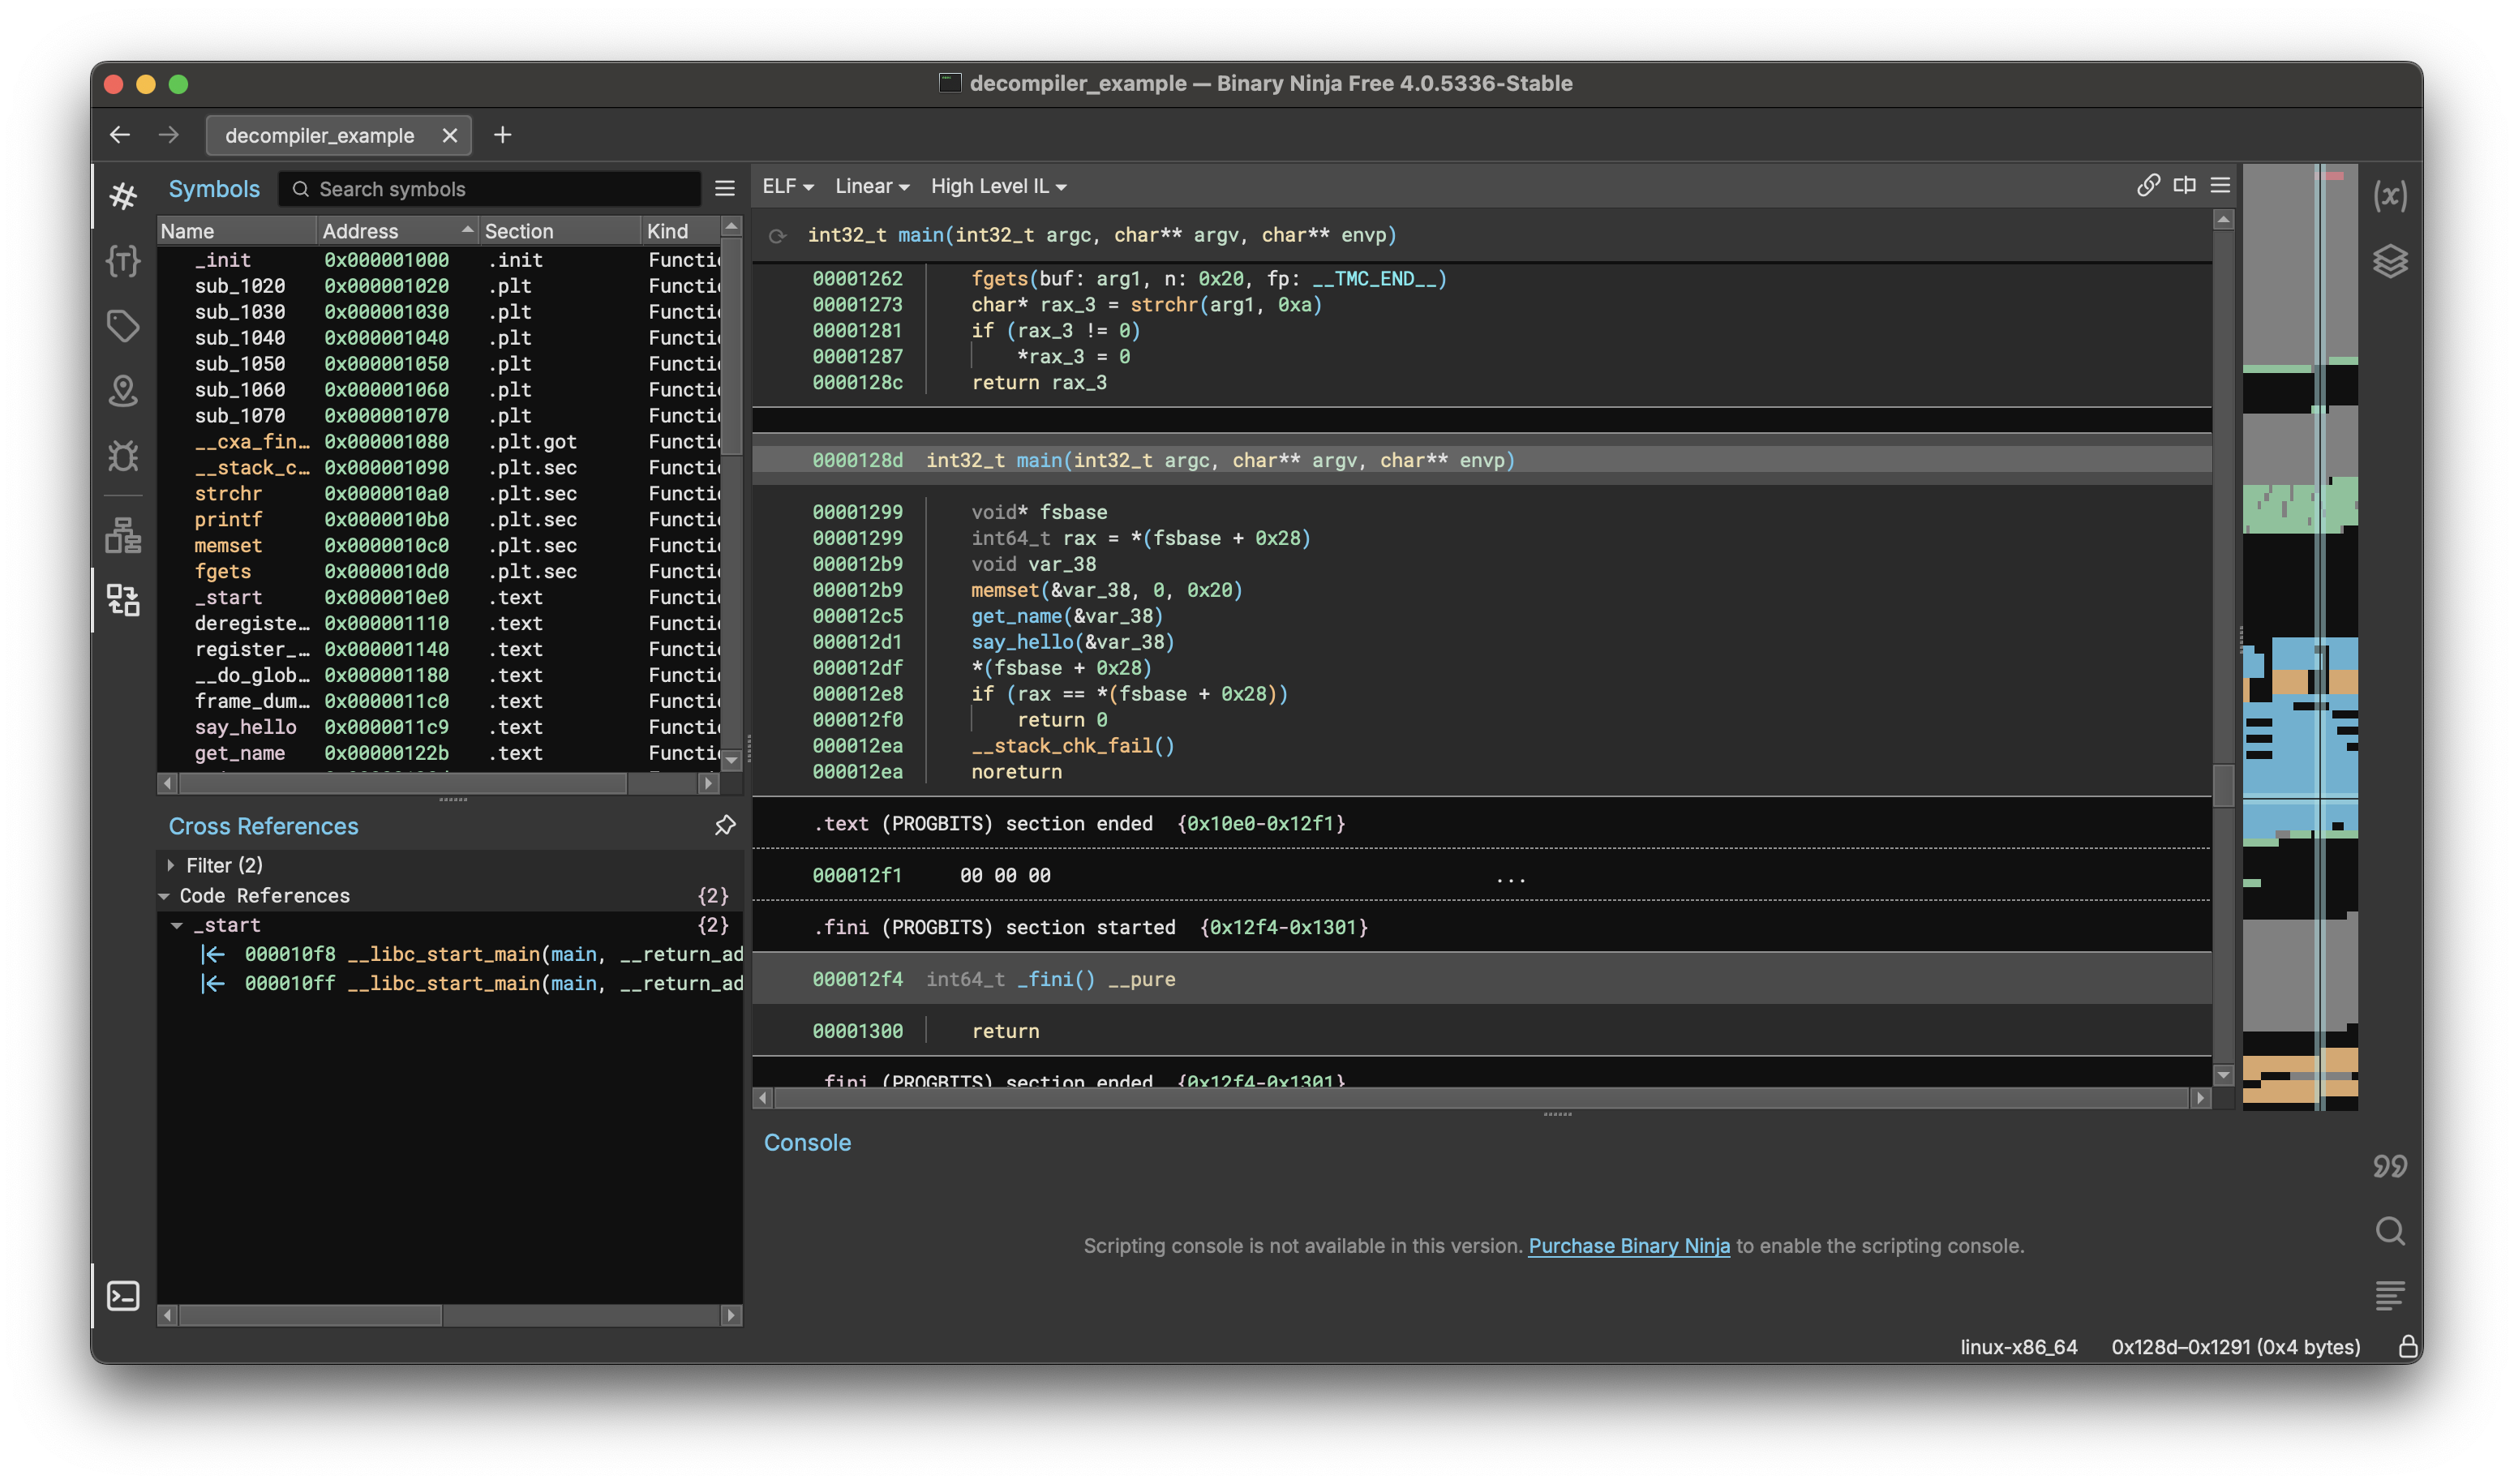 decompiler_example — Binary Ninja Free 4.0.5336-Stable
decompiler_example
Symbols
Search symbols
Name Address Section Kind
_init 0x000001000 .init Functi
sub_1020 0x000001020 .plt Functi
sub_1030 0x000001030 .plt Functi
sub_1040 0x000001040 .plt Functi
sub_1050 0x000001050 .plt Functi
sub_1060 0x000001060 .plt Functi
sub_1070 0x000001070 .plt Functi
__cxa_fin… 0x000001080 .plt.got Functi
__stack_c… 0x000001090 .plt.sec Functi
strchr 0x0000010a0 .plt.sec Functi
printf 0x0000010b0 .plt.sec Functi
memset 0x0000010c0 .plt.sec Functi
fgets 0x0000010d0 .plt.sec Functi
_start 0x0000010e0 .text Functi
deregiste… 0x000001110 .text Functi
register_… 0x000001140 .text Functi
__do_glob… 0x000001180 .text Functi
frame_dum… 0x0000011c0 .text Functi
say_hello 0x0000011c9 .text Functi
get_name 0x00000122b .text Functi
Cross References
Filter (2)
Code References {2}
_start {2}
000010f8 __libc_start_main(main, __return_ad
000010ff __libc_start_main(main, __return_ad
ELF Linear High Level IL
int32_t main(int32_t argc, char** argv, char** envp)
00001262 fgets(buf: arg1, n: 0x20, fp: __TMC_END__)
00001273 char* rax_3 = strchr(arg1, 0xa)
00001281 if (rax_3 != 0)
00001287 *rax_3 = 0
0000128c return rax_3
0000128d int32_t main(int32_t argc, char** argv, char** envp)
00001299 void* fsbase
00001299 int64_t rax = *(fsbase + 0x28)
000012b9 void var_38
000012b9 memset(&var_38, 0, 0x20)
000012c5 get_name(&var_38)
000012d1 say_hello(&var_38)
000012df *(fsbase + 0x28)
000012e8 if (rax == *(fsbase + 0x28))
000012f0 return 0
000012ea __stack_chk_fail()
000012ea noreturn
.text (PROGBITS) section ended {0x10e0-0x12f1}
000012f1 00 00 00 ...
.fini (PROGBITS) section started {0x12f4-0x1301}
000012f4 int64_t _fini() __pure
00001300 return
.fini (PROGBITS) section ended {0x12f4-0x1301}
Console
Scripting console is not available in this version. Purchase Binary Ninja to enable the scripting console.
linux-x86_64 0x128d–0x1291 (0x4 bytes)